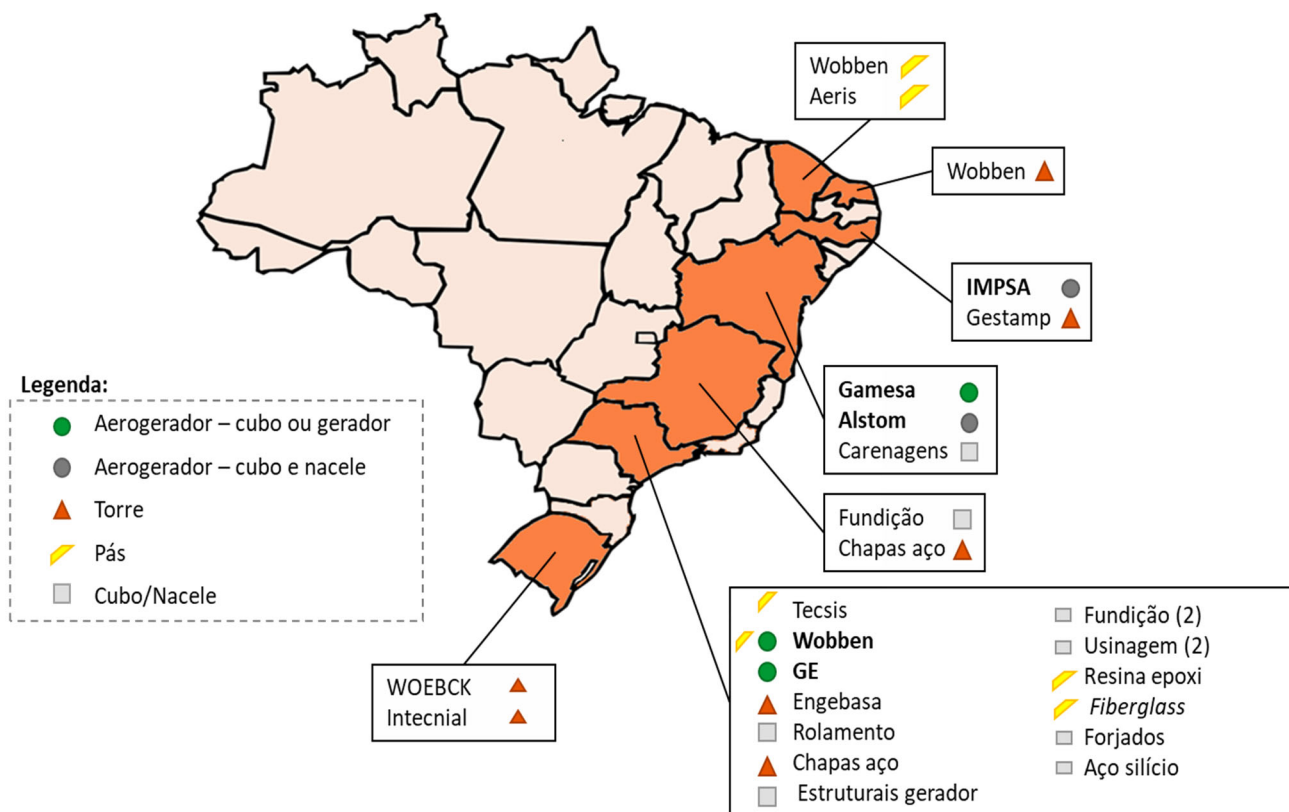 Wobben
Aeris
Wobben
IMPSA
Gestamp
Gamesa
Alstom
Carenagens
Fundição
Chapas aço
Legenda:
Aerogerador – cubo ou gerador
Aerogerador – cubo e nacele
Torre
Pás
Cubo/Nacele
WOEBCK
Intecnial
Tecsis
Wobben
GE
Engebasa
Rolamento
Chapas aço
Estruturais gerador
Fundição (2)
Usinagem (2)
Resina epoxi
Fiberglass
Forjados
Aço silício